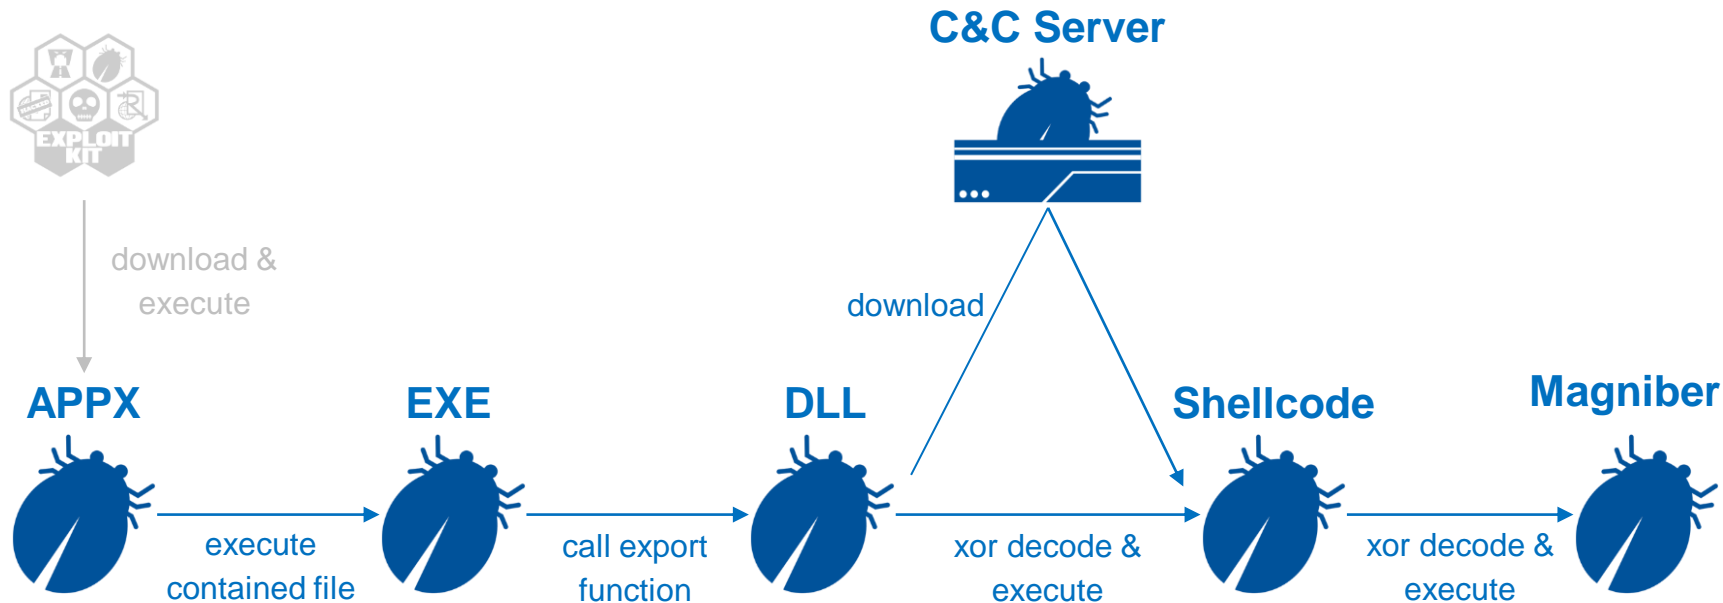 C&C Server
HACKED
EXPLOIT
KIT
download &
execute
download
APPX
EXE
DLL
Shellcode
Magniber
execute
contained file
call export
function
xor decode &
execute
xor decode &
execute